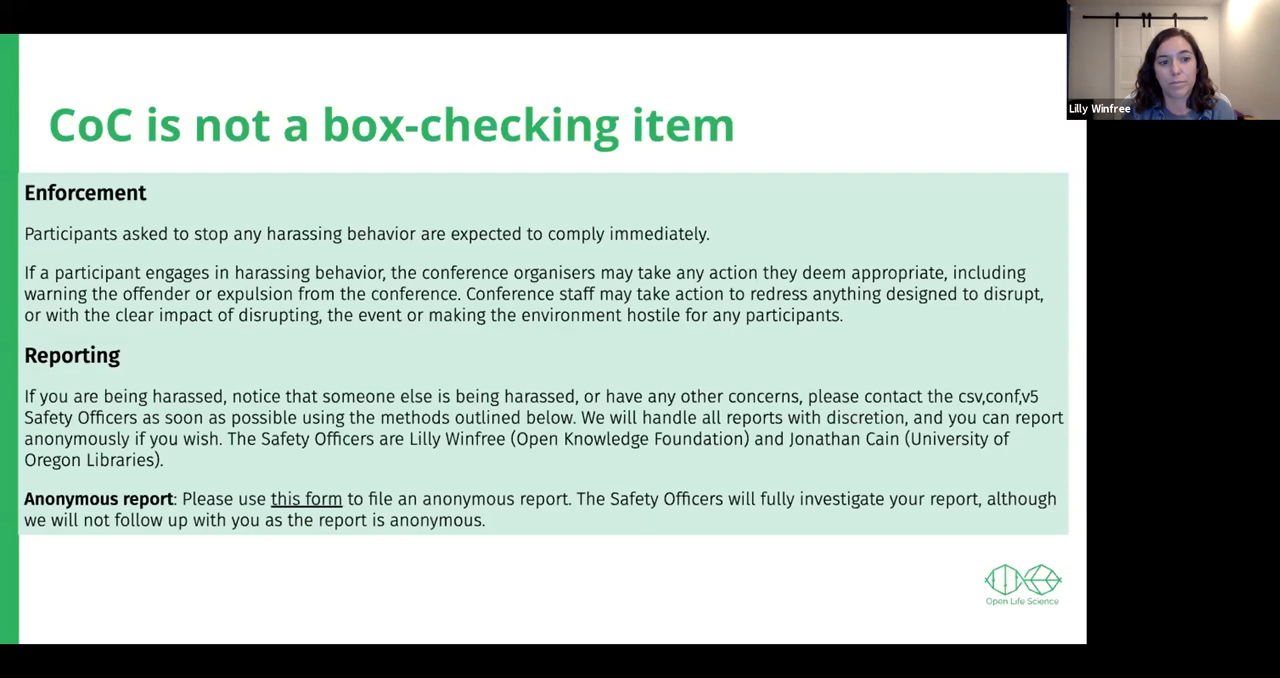 Lilly Winfree
CoC is not a box-checking item
Enforcement
Participants asked to stop any harassing behavior are expected to comply immediately.
If a participant engages in harassing behavior, the conference organisers may take any action they deem appropriate, including
warning the offender or expulsion from the conference. Conference staff may take action to redress anything designed to disrupt,
or with the clear impact of disrupting, the event or making the environment hostile for any participants.
Reporting
If you are being harassed, notice that someone else is being harassed, or have any other concerns, please contact the csv,conf,v5
Safety Officers as soon as possible using the methods outlined below. We will handle all reports with discretion, and you can report
anonymously if you wish. The Safety Officers are Lilly Winfree (Open Knowledge Foundation) and Jonathan Cain (University of
Oregon Libraries).
Anonymous report: Please use this form to file an anonymous report. The Safety Officers will fully investigate your report, although
we will not follow up with you as the report is anonymous.
Open Life Science